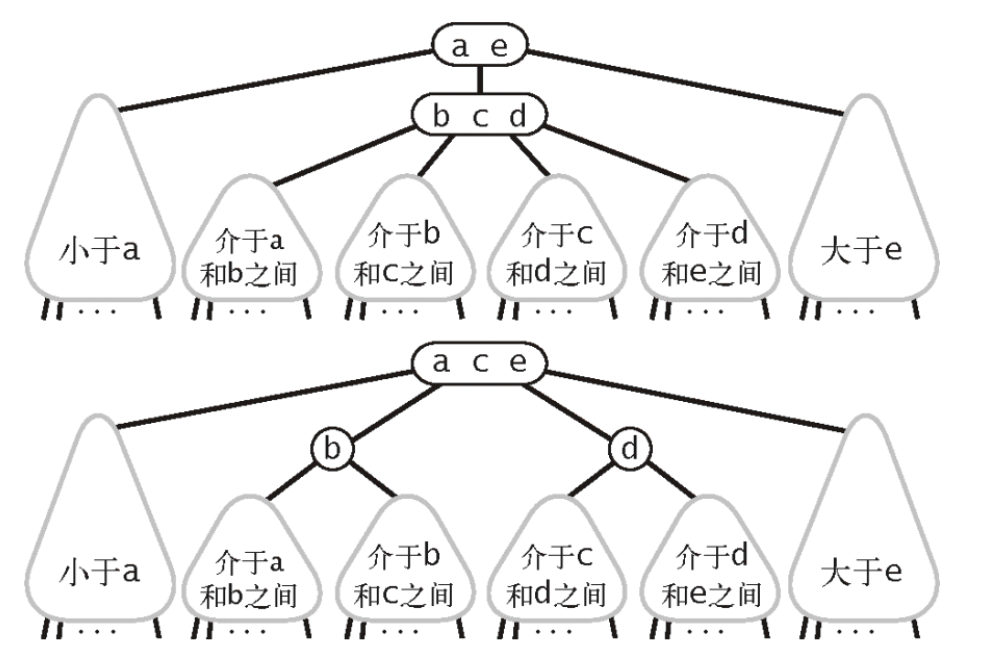 a e
b c d
小于a
介于a
和b之间
介于b
和c之间
介于c
和d之间
介于d
和e之间
大于e
...
...
...
...
...
...
a c e
b
d
小于a
介于a
和b之间
介于b
和c之间
介于c
和d之间
介于d
和e之间
大于e
...
...
...
...
...
...